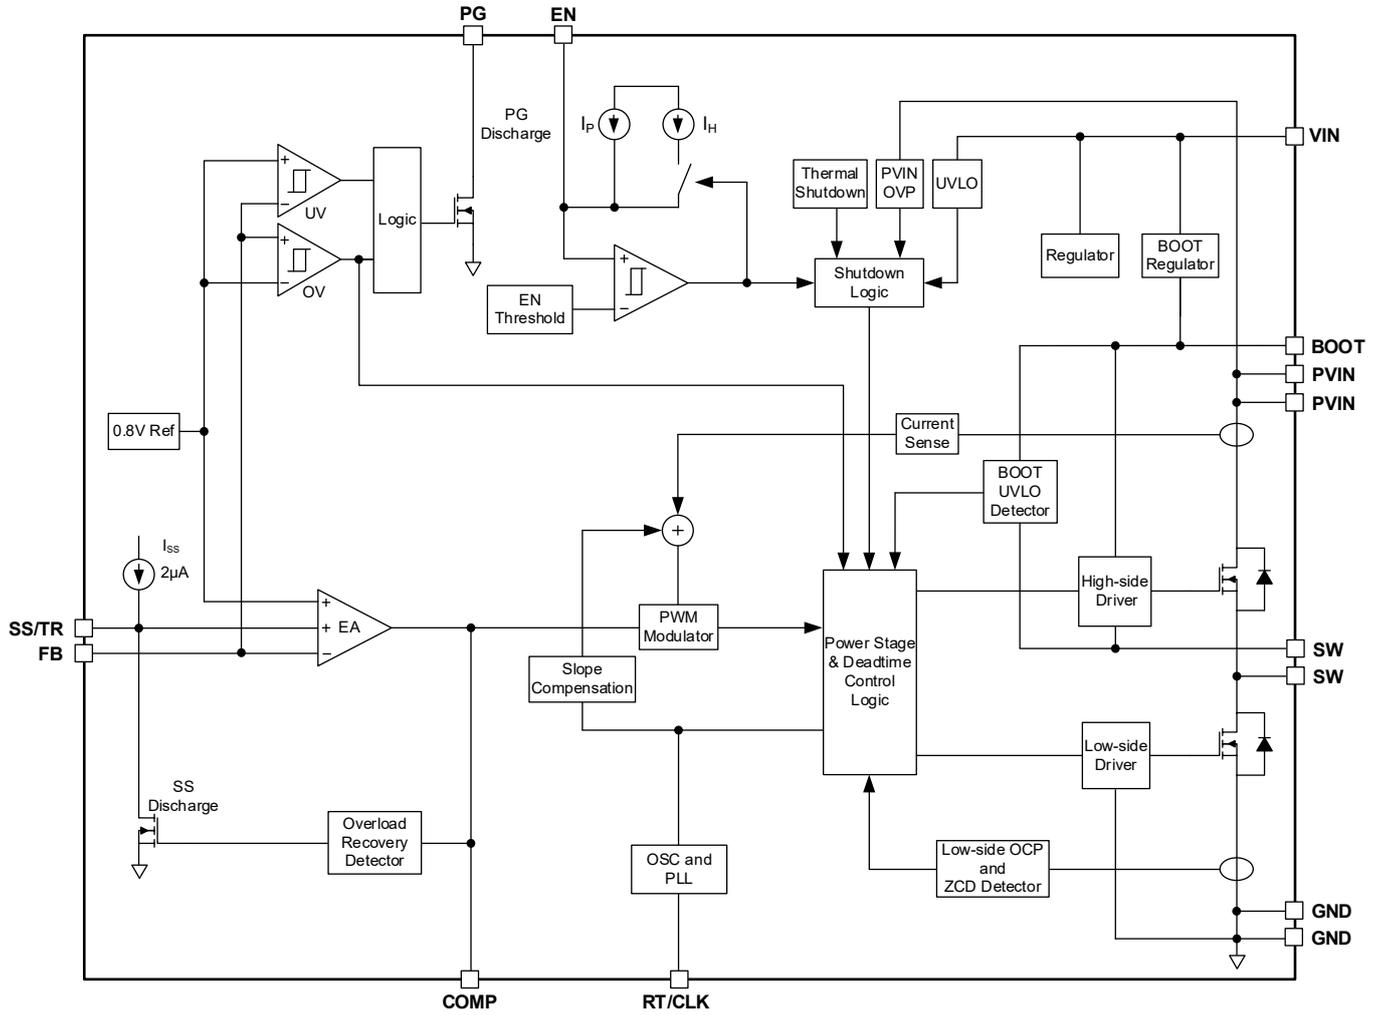 PG
EN
PG
Discharge
IP
IH
VIN
Thermal
Shutdown
PVIN
OVP
UVLO
+
−
UV
Logic
+
−
OV
Regulator
BOOT
Regulator
+
−
EN
Threshold
Shutdown
Logic
BOOT
PVIN
PVIN
0.8V Ref
Current
Sense
BOOT
UVLO
Detector
+
ISS
2µA
High-side
Driver
SS/TR
FB
+
+
−
EA
PWM
Modulator
Power Stage
& Deadtime
Control
Logic
SW
SW
Slope
Compensation
Low-side
Driver
SS
Discharge
Overload
Recovery
Detector
OSC and
PLL
Low-side OCP
and
ZCD Detector
GND
GND
COMP
RT/CLK